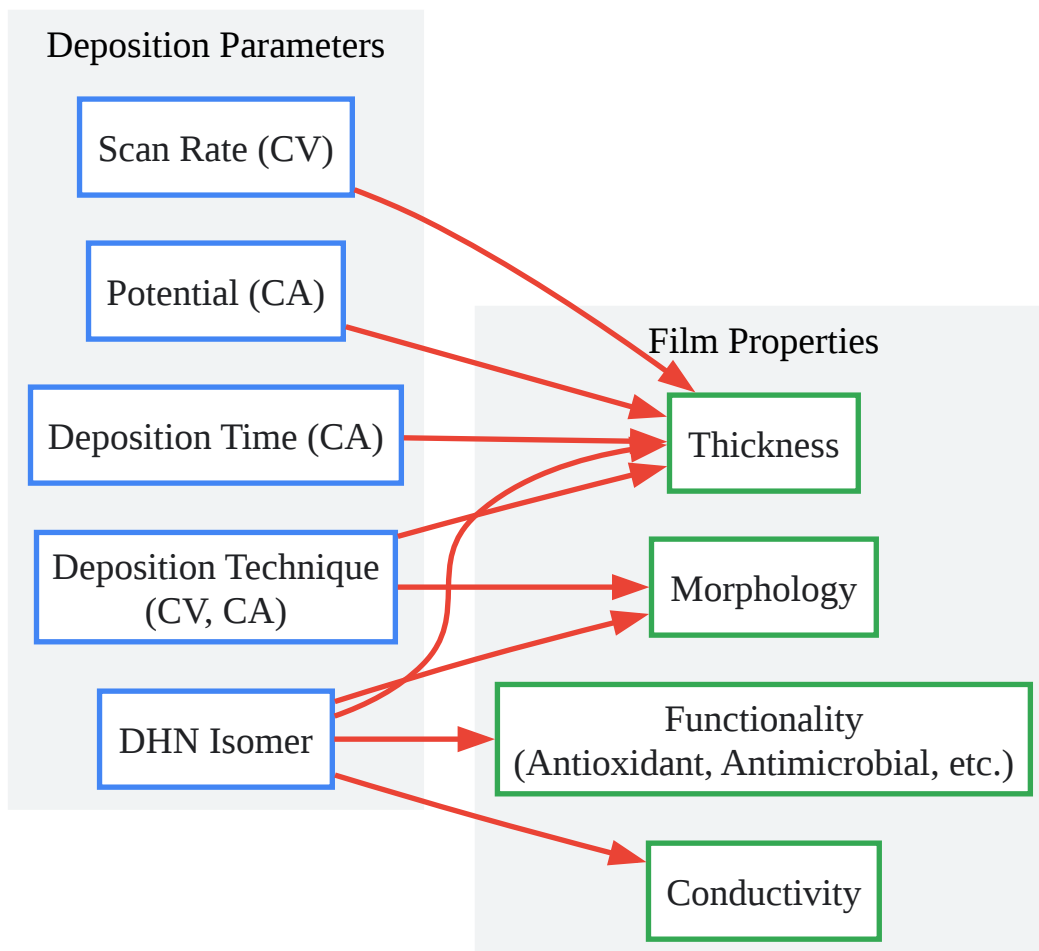 Deposition Parameters
Scan Rate (CV)
Potential (CA)
Deposition Time (CA)
Deposition Technique
(CV, CA)
DHN Isomer
Film Properties
Thickness
Morphology
Functionality
(Antioxidant, Antimicrobial, etc.)
Conductivity